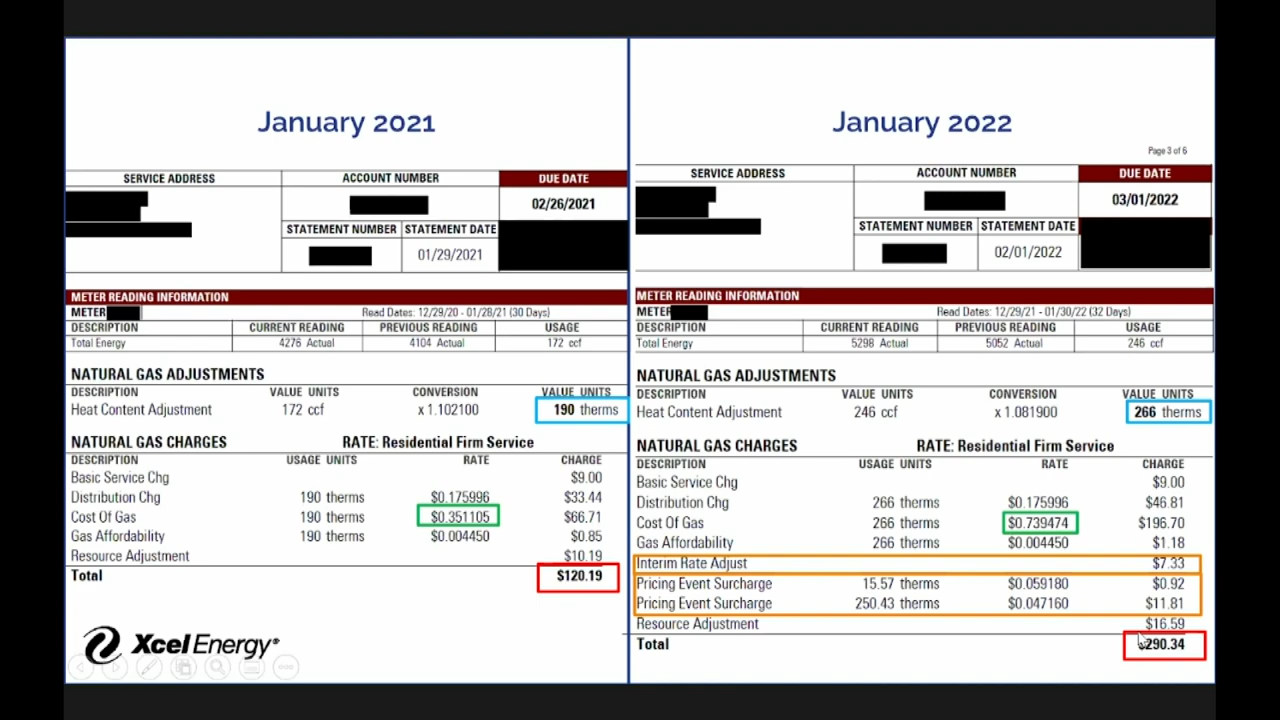 January 2021
SERVICE ADDRESS ACCOUNT NUMBER DUE DATE
02/26/2021
STATEMENT NUMBER STATEMENT DATE
01/29/2021
METER READING INFORMATION
METER Read Dates: 12/29/20 - 01/28/21 (30 Days)
DESCRIPTION CURRENT READING PREVIOUS READING USAGE
Total Energy 4276 Actual 4104 Actual 172 ccf
NATURAL GAS ADJUSTMENTS
DESCRIPTION VALUE UNITS CONVERSION VALUE UNITS
Heat Content Adjustment 172 ccf x 1.102100 190 therms
NATURAL GAS CHARGES RATE: Residential Firm Service
DESCRIPTION USAGE UNITS RATE CHARGE
Basic Service Chg $9.00
Distribution Chg 190 therms $0.175996 $33.44
Cost Of Gas 190 therms $0.351105 $66.71
Gas Affordability 190 therms $0.004450 $0.85
Resource Adjustment $10.19
Total $120.19
Xcel Energy®
January 2022
Page 3 of 6
SERVICE ADDRESS ACCOUNT NUMBER DUE DATE
03/01/2022
STATEMENT NUMBER STATEMENT DATE
02/01/2022
METER READING INFORMATION
METER Read Dates: 12/29/21 - 01/30/22 (32 Days)
DESCRIPTION CURRENT READING PREVIOUS READING USAGE
Total Energy 5298 Actual 5052 Actual 246 ccf
NATURAL GAS ADJUSTMENTS
DESCRIPTION VALUE UNITS CONVERSION VALUE UNITS
Heat Content Adjustment 246 ccf x 1.081900 266 therms
NATURAL GAS CHARGES RATE: Residential Firm Service
DESCRIPTION USAGE UNITS RATE CHARGE
Basic Service Chg $9.00
Distribution Chg 266 therms $0.175996 $46.81
Cost Of Gas 266 therms $0.739474 $196.70
Gas Affordability 266 therms $0.004450 $1.18
Interim Rate Adjust $7.33
Pricing Event Surcharge 15.57 therms $0.059180 $0.92
Pricing Event Surcharge 250.43 therms $0.047160 $11.81
Resource Adjustment $16.59
Total $290.34